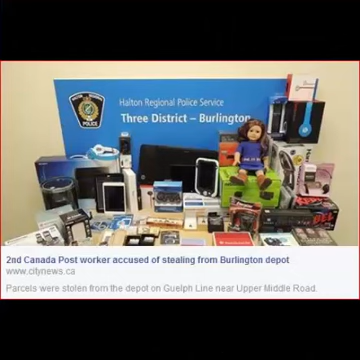 Halton Regional Police Service
Three District – Burlington
POLICE
2nd Canada Post worker accused of stealing from Burlington depot
www.citynews.ca
Parcels were stolen from the depot on Guelph Line near Upper Middle Road.